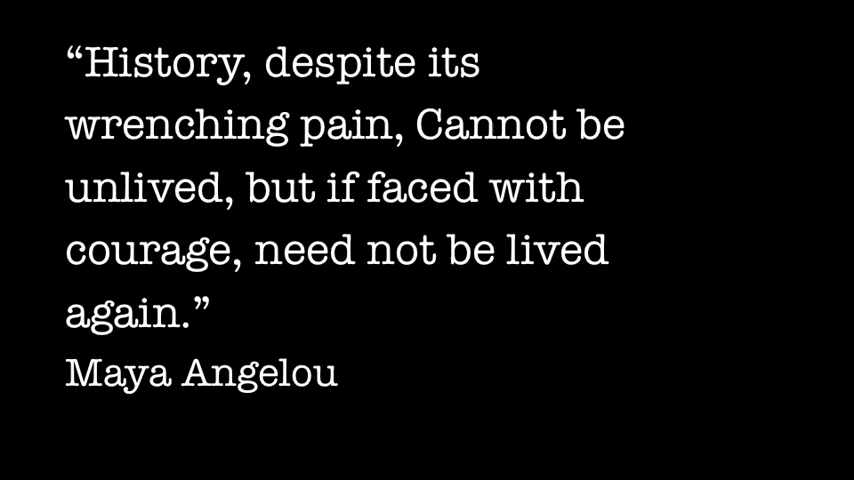 “History, despite its
wrenching pain, Cannot be
unlived, but if faced with
courage, need not be lived
again.”
Maya Angelou